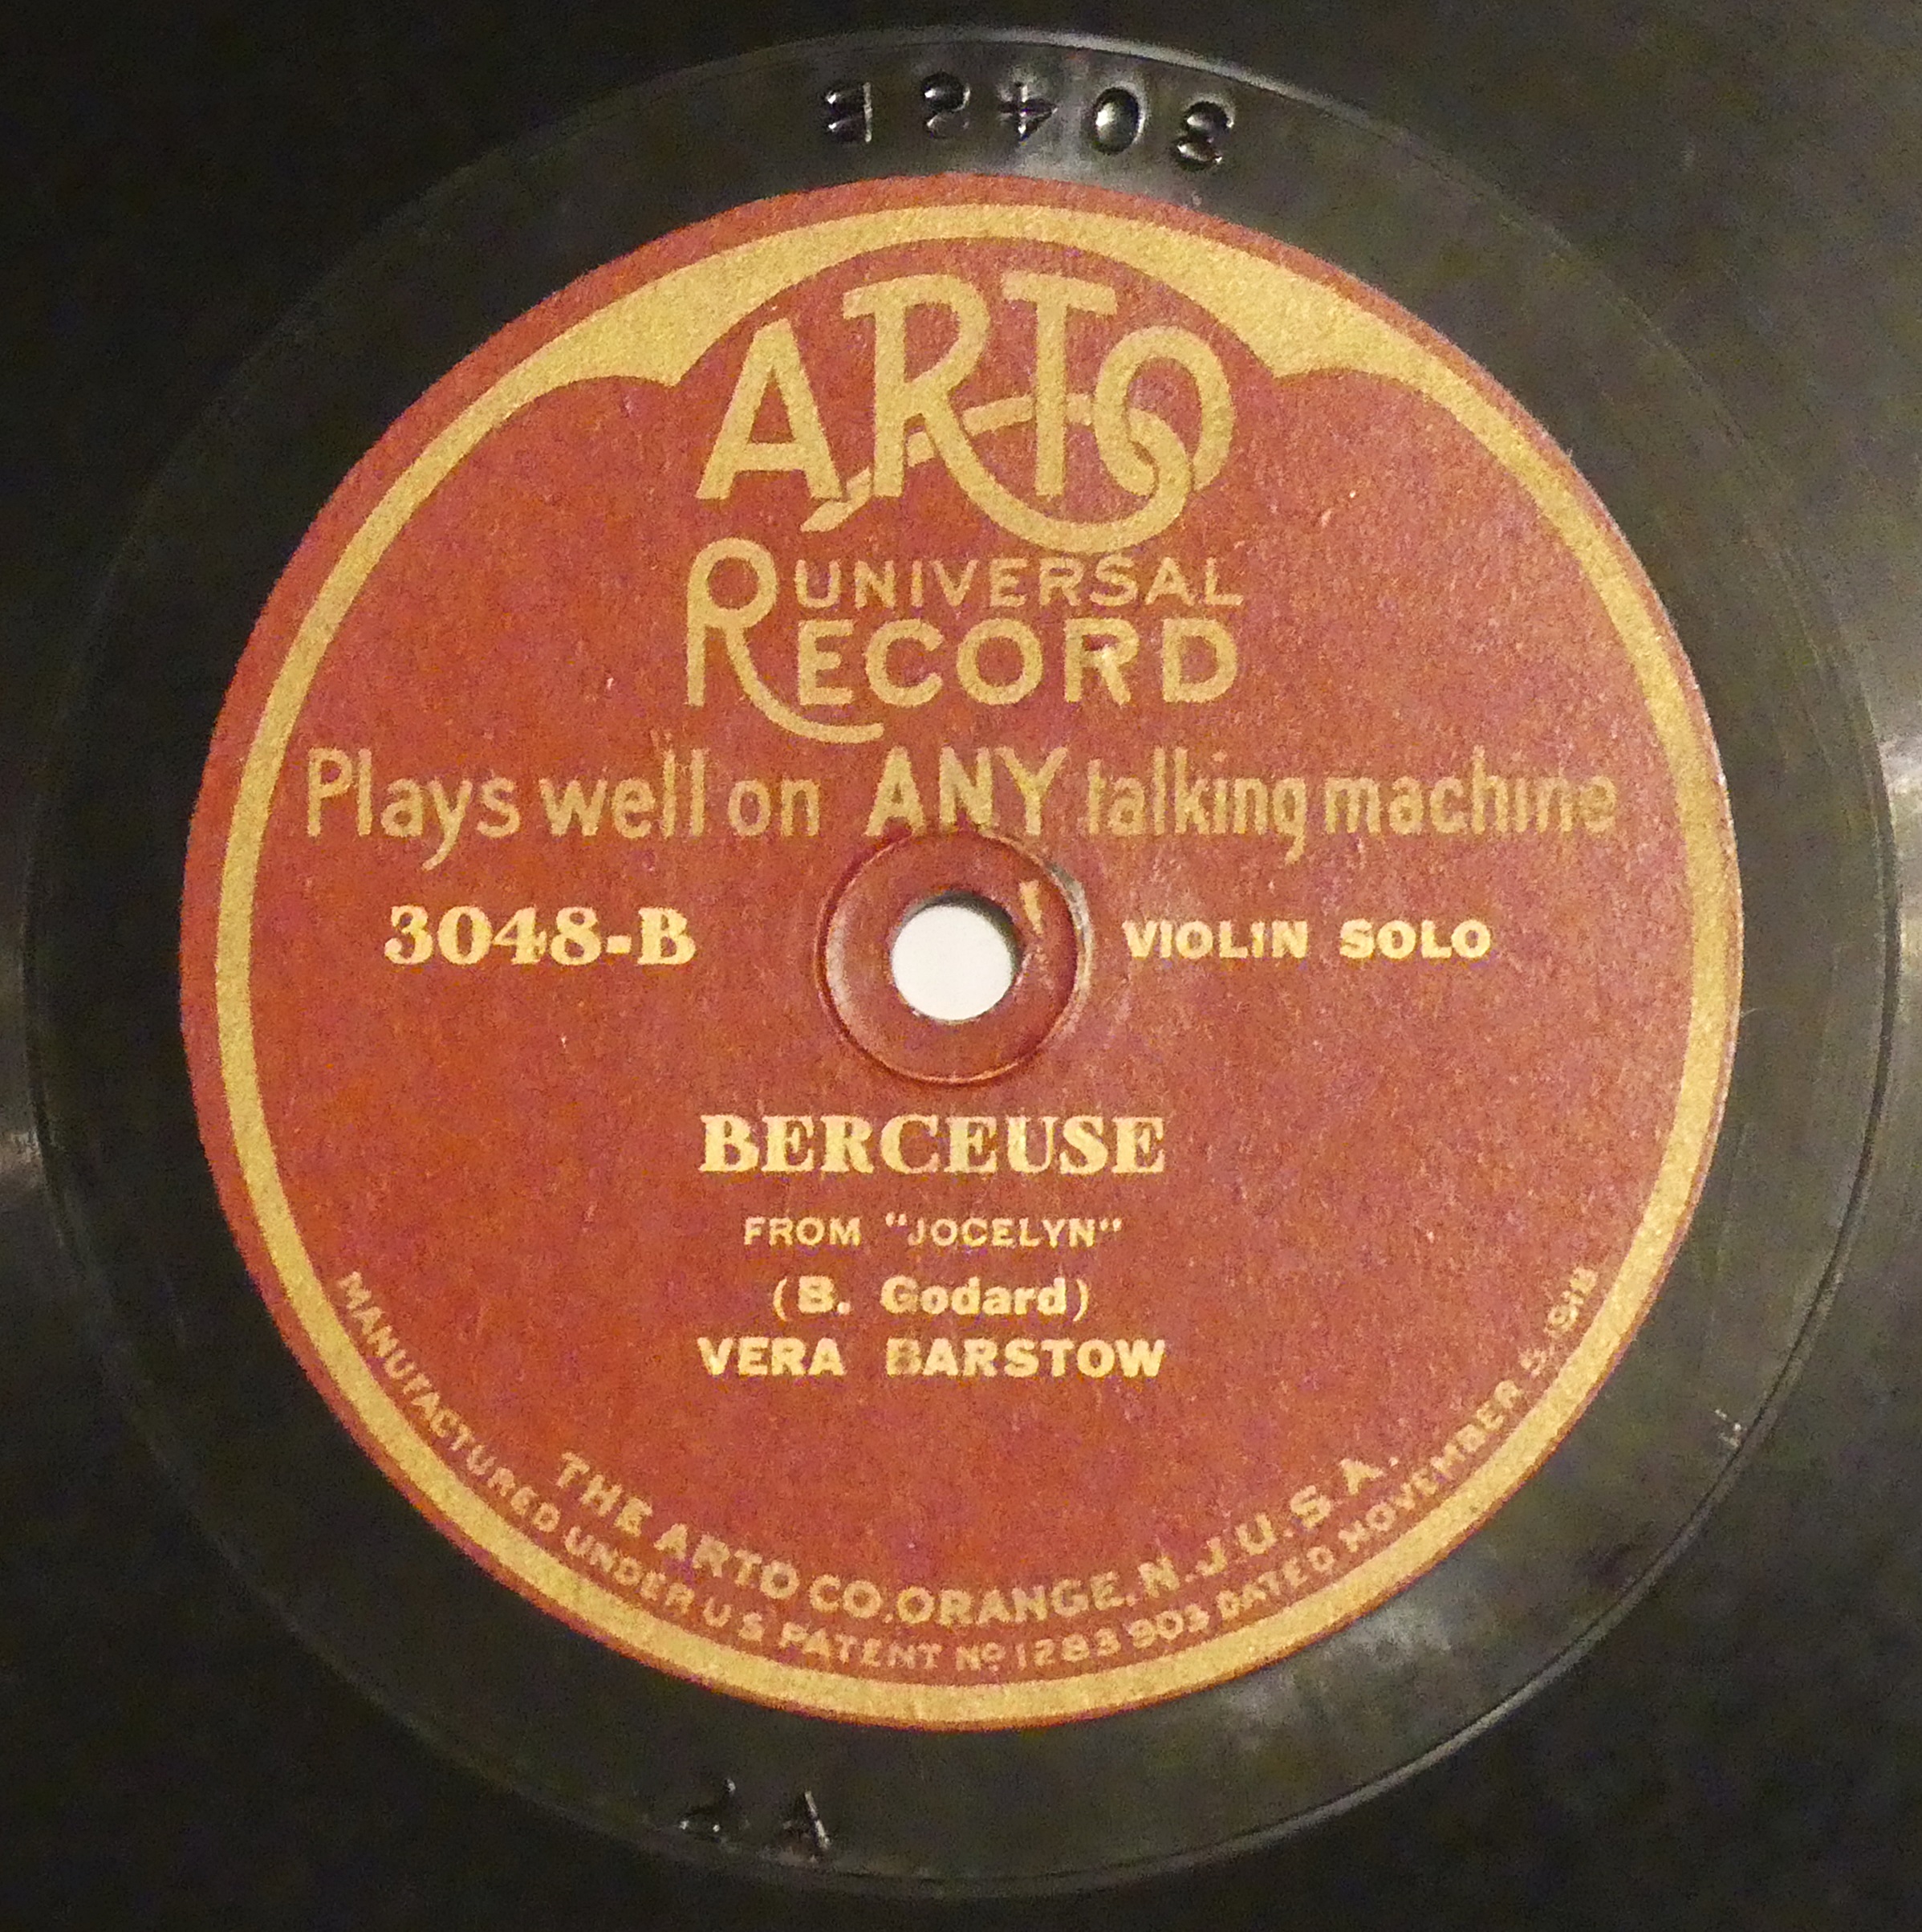 3048B
ARTO
UNIVERSAL
RECORD
Plays well on ANY talking machine
3048-B
VIOLIN SOLO
BERCEUSE
FROM "JOCELYN"
(B. Godard)
VERA BARSTOW
THE ARTO CO. ORANGE, N.J. U.S.A.
MANUFACTURED UNDER U S PATENT No 1283 903 DATED NOVEMBER 5, 1918